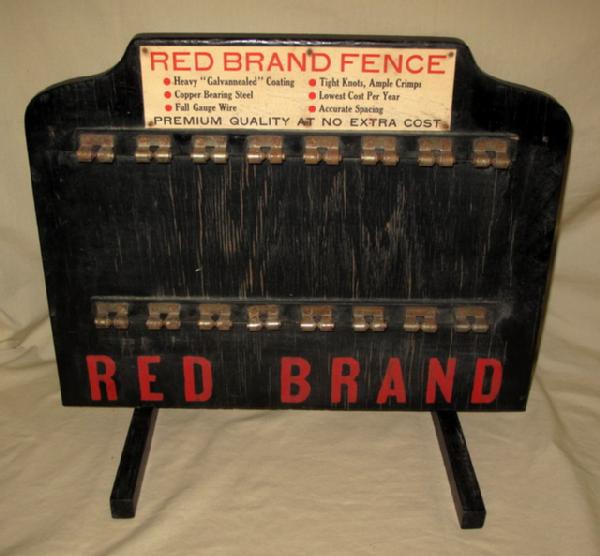 RED BRAND FENCE
• Heavy "Galvannealed" Coating • Tight Knots, Ample Crimps
• Copper Bearing Steel • Lowest Cost Per Year
• Full Gauge Wire • Accurate Spacing
PREMIUM QUALITY AT NO EXTRA COST
RED BRAND